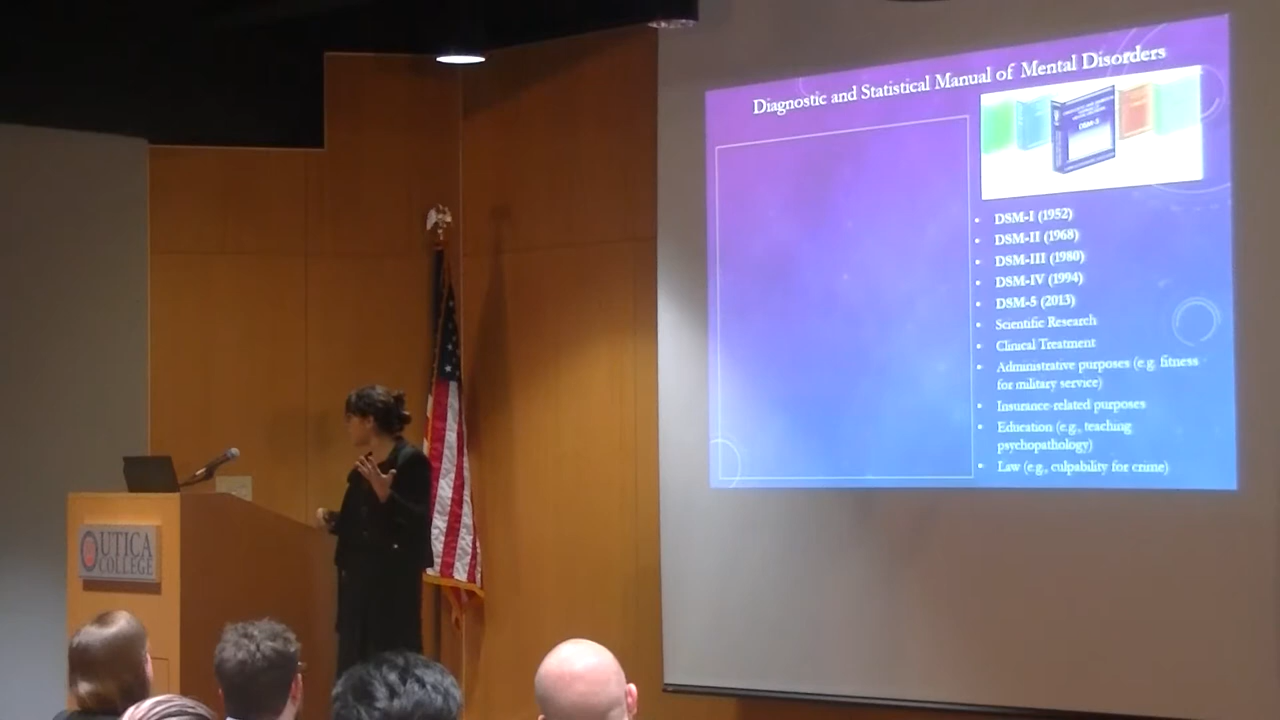 Diagnostic and Statistical Manual of Mental Disorders
DSM-5
DSM-I (1952)
DSM-II (1968)
DSM-III (1980)
DSM-IV (1994)
DSM-5 (2013)
Scientific Research
Clinical Treatment
Administrative purposes (e.g. fitness
for military service)
Insurance-related purposes
Education (e.g., teaching
psychopathology)
Law (e.g., culpability for crime)
UTICA
COLLEGE